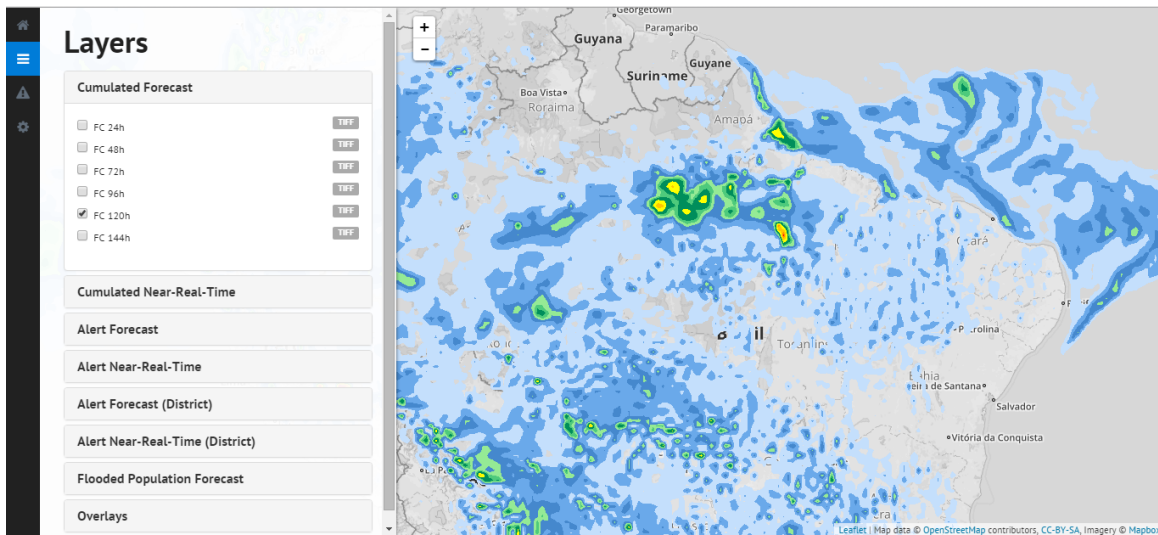 Layers
Cumulated Forecast
FC 24h TIFF
FC 48h TIFF
FC 72h TIFF
FC 96h TIFF
FC 120h TIFF
FC 144h TIFF
Cumulated Near-Real-Time
Alert Forecast
Alert Near-Real-Time
Alert Forecast (District)
Alert Near-Real-Time (District)
Flooded Population Forecast
Overlays
+
−
Georgetown
Paramaribo
Guyana
Guyane
Suriname
Boa Vista
Roraima
Amapá
Ceará
Tocantins
Bahia
Salvador
Vitória da Conquista
Leaflet | Map data © OpenStreetMap contributors, CC-BY-SA, Imagery © Mapbox